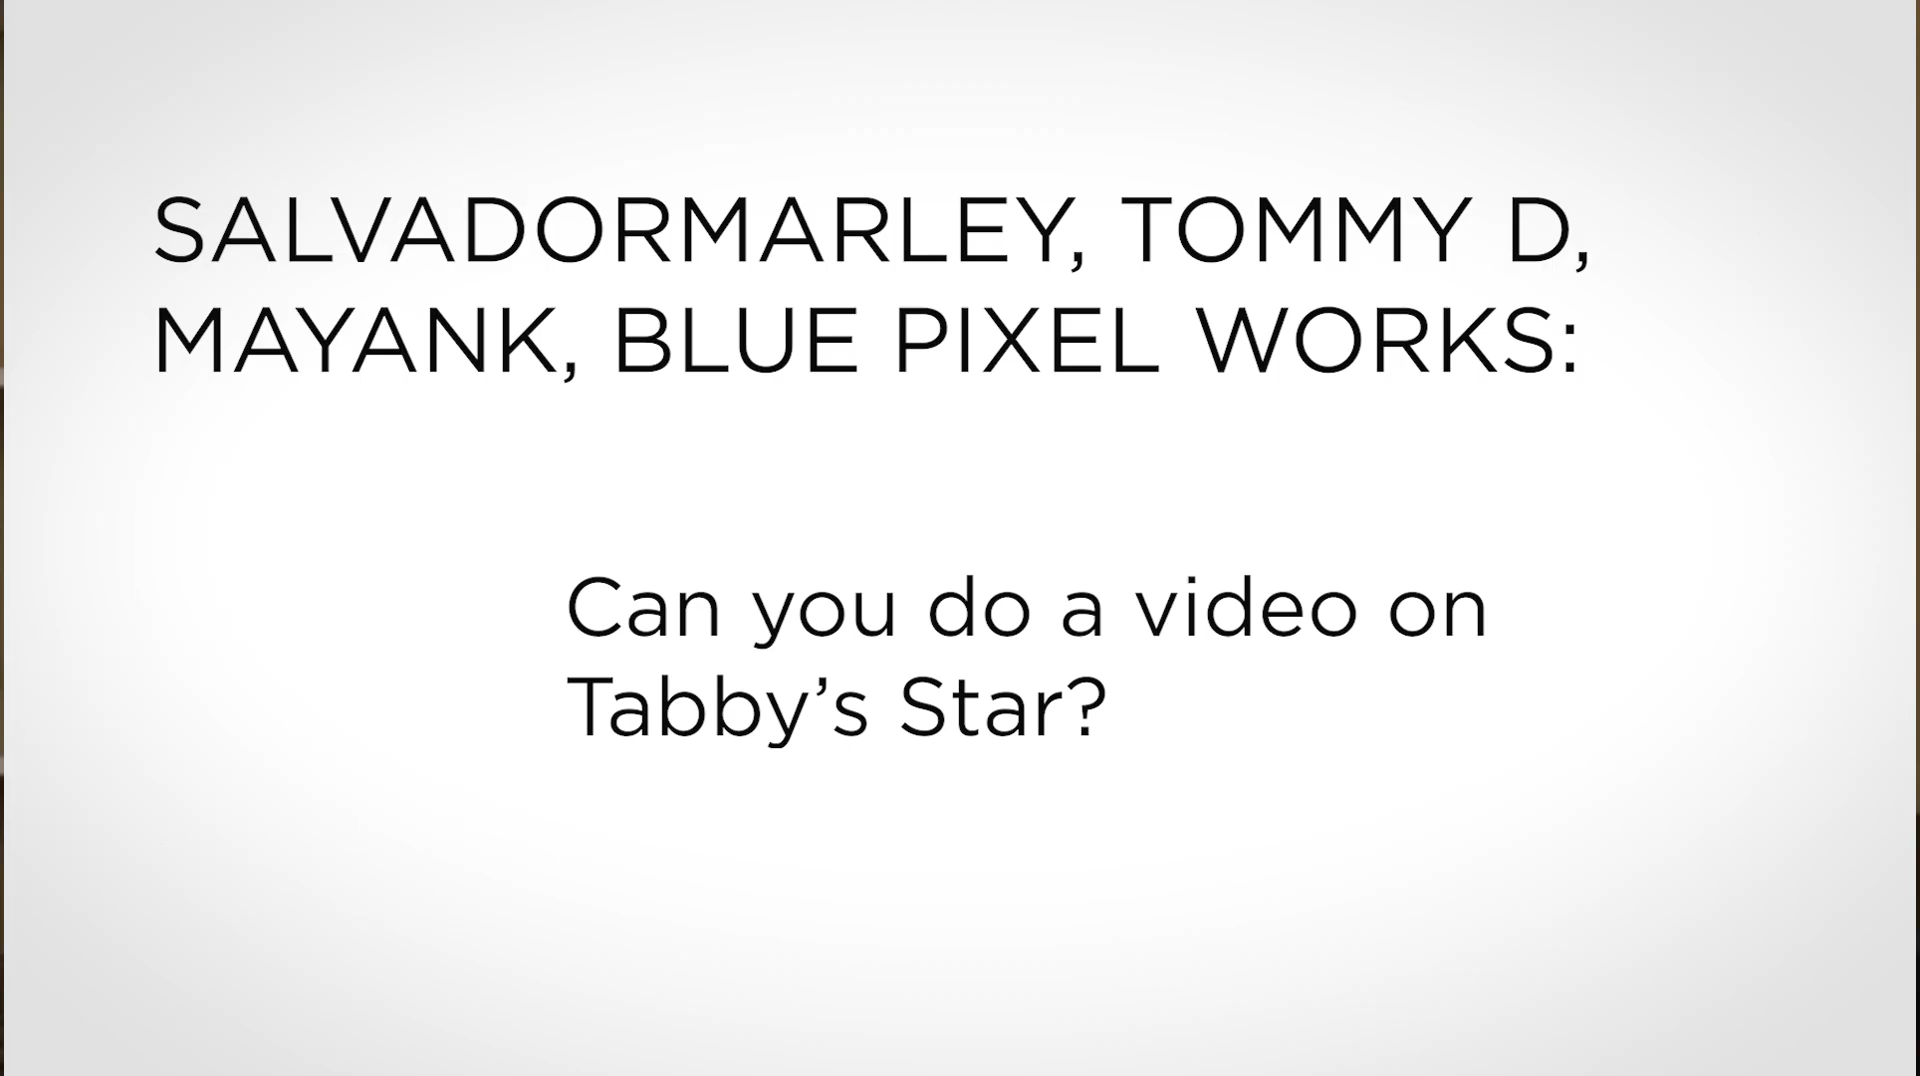 SALVADORMARLEY, TOMMY D,
MAYANK, BLUE PIXEL WORKS:
Can you do a video on
Tabby’s Star?